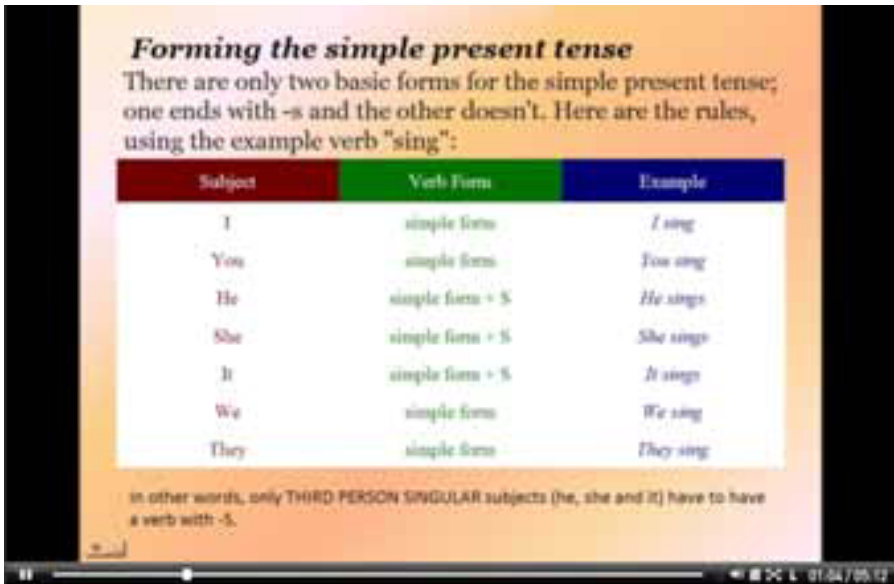 Forming the simple present tense
There are only two basic forms for the simple present tense;
one ends with -s and the other doesn't. Here are the rules,
using the example verb "sing":
Subject Verb Form Example
I simple form I sing
You simple form You sing
He simple form + S He sings
She simple form + S She sings
It simple form + S It sings
We simple form We sing
They simple form They sing
In other words, only THIRD PERSON SINGULAR subjects (he, she and it) have to have
a verb with -S.
01:04 / 05:12